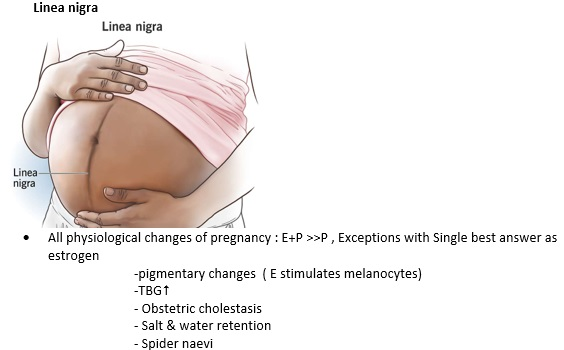 Linea nigra
Linea nigra
Linea
nigra
• All physiological changes of pregnancy : E+P >>P , Exceptions with Single best answer as
estrogen
-pigmentary changes ( E stimulates melanocytes)
-TBG↑
- Obstetric cholestasis
- Salt & water retention
- Spider naevi